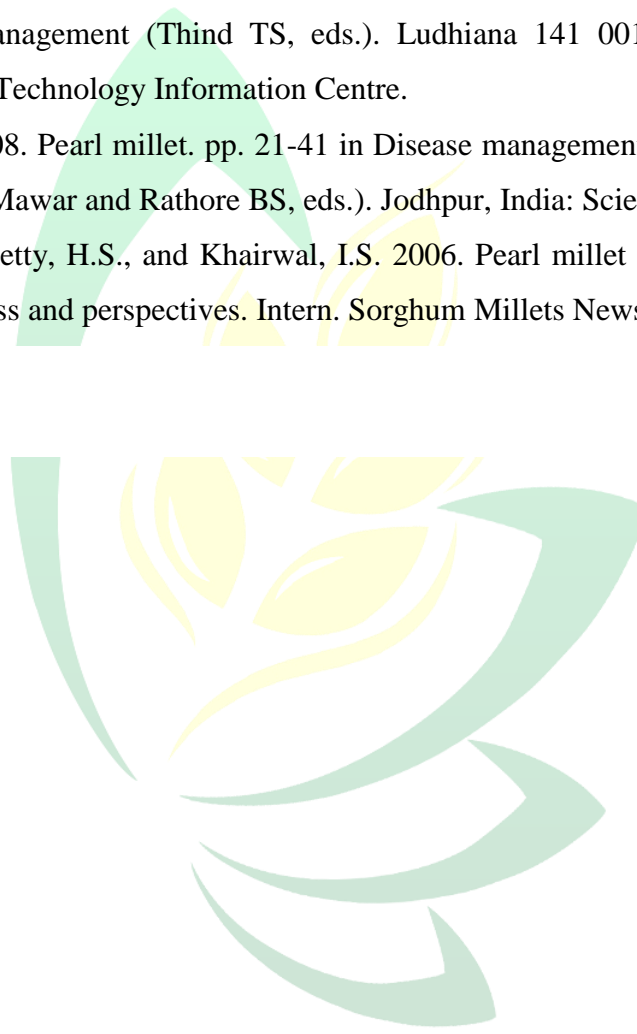 anagement (Thind TS, eds.). Ludhiana 141 001
Technology Information Centre.
08. Pearl millet. pp. 21-41 in Disease management
Mawar and Rathore BS, eds.). Jodhpur, India: Scie
etty, H.S., and Khairwal, I.S. 2006. Pearl millet
ss and perspectives. Intern. Sorghum Millets News